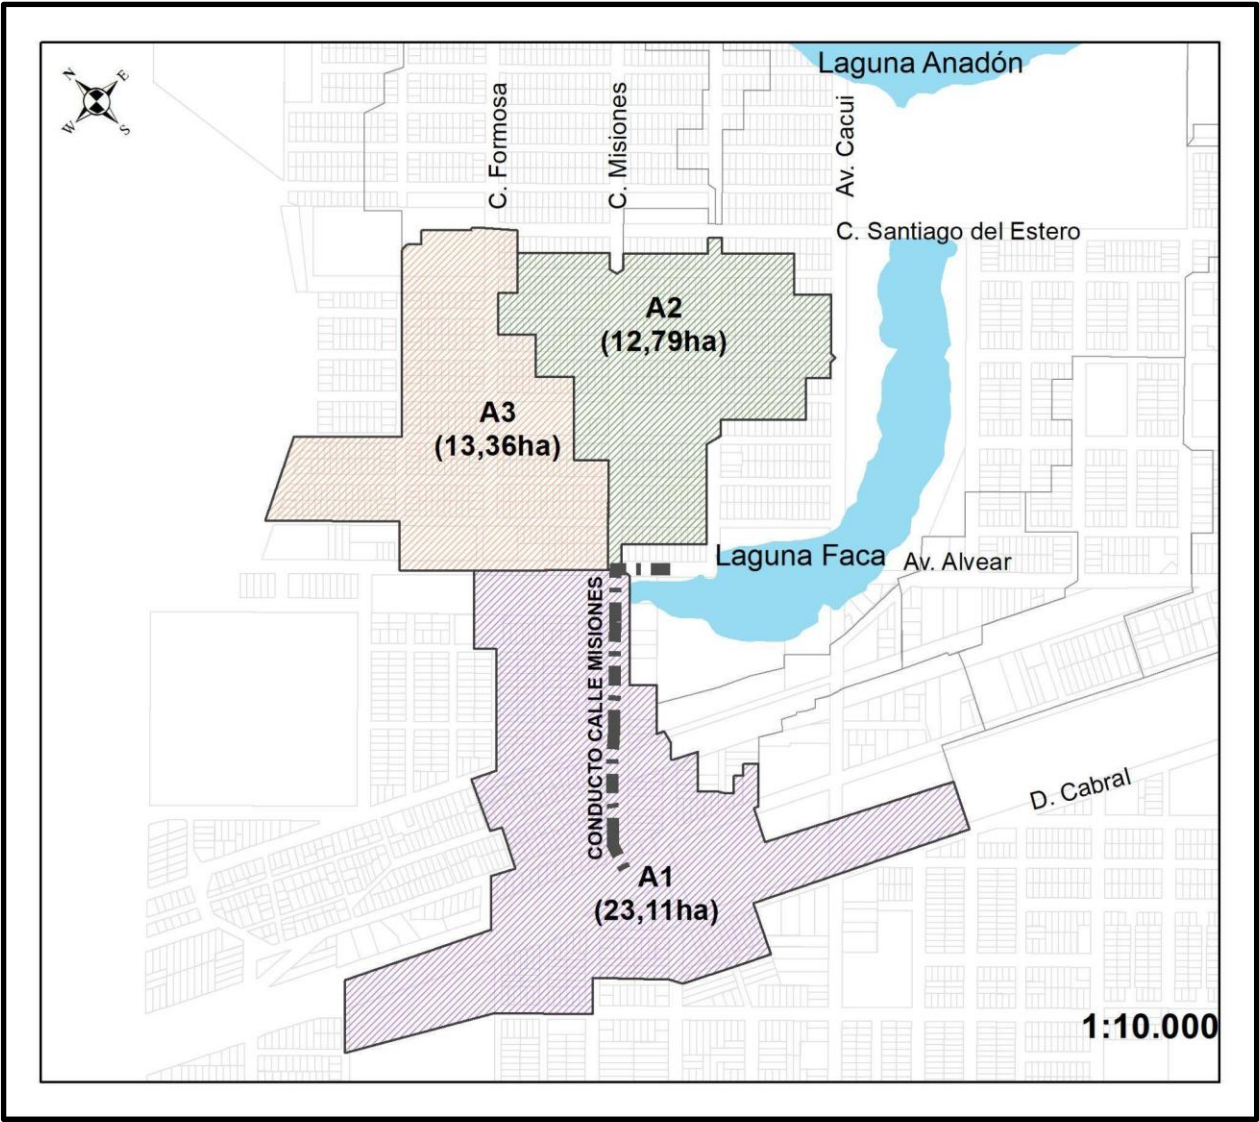 Laguna Anadón
N
E
W
S
C. Formosa
C. Misiones
Av. Cacui
C. Santiago del Estero
A2
(12,79ha)
A3
(13,36ha)
Laguna Faca
Av. Alvear
CONDUCTO CALLE MISIONES
D. Cabral
A1
(23,11ha)
1:10.000